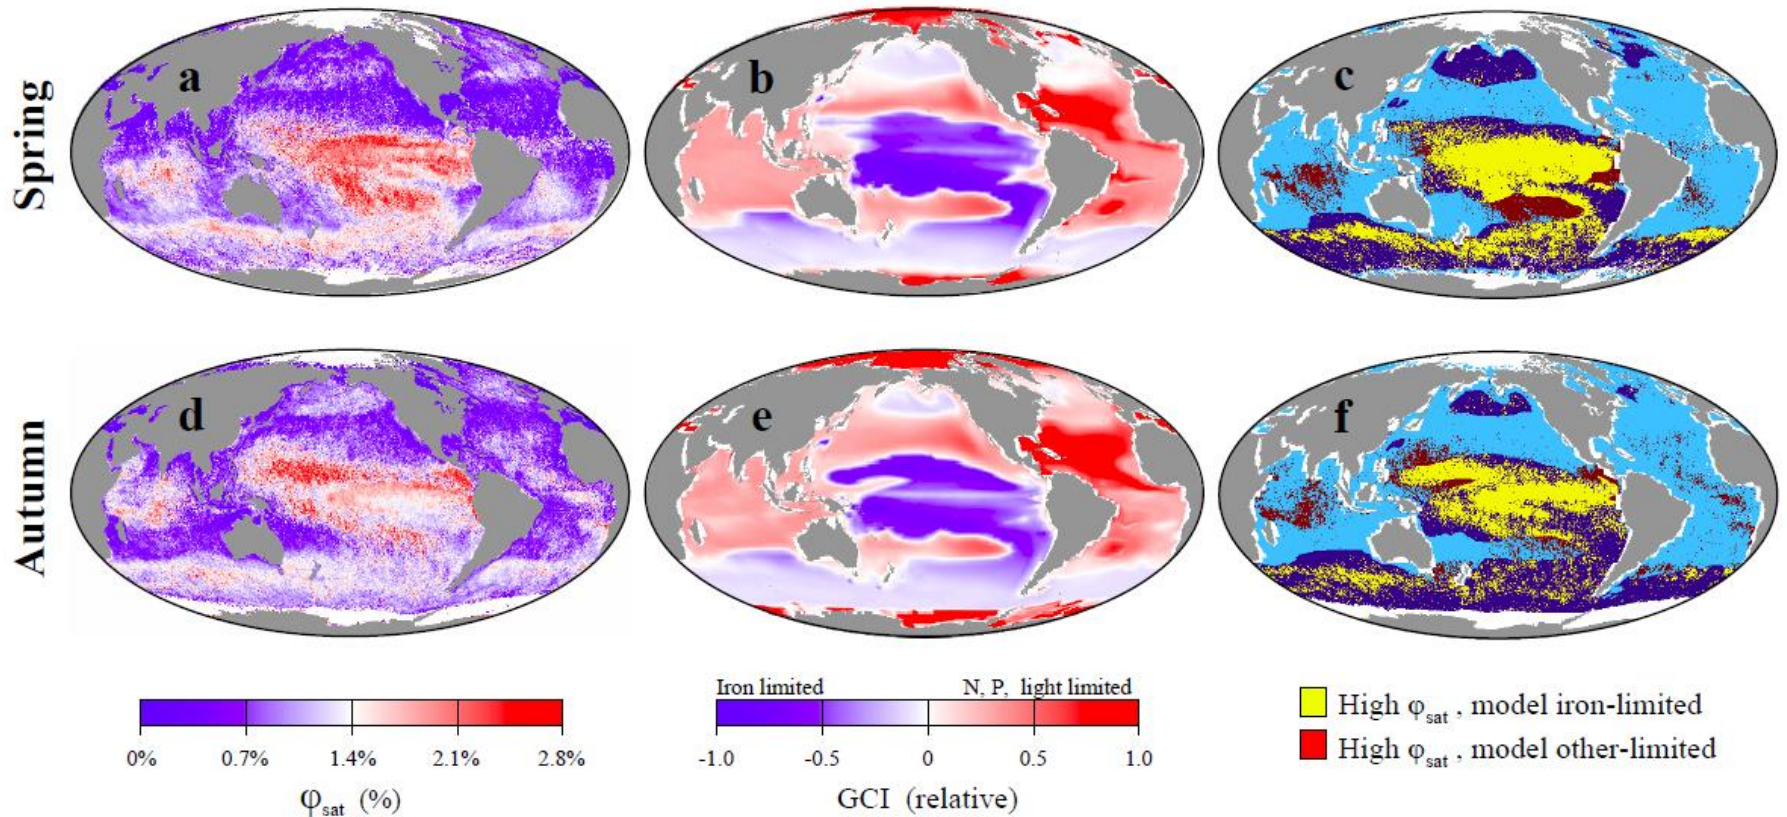 Spring
a
b
c
Autumn
d
e
f
Iron limited
N, P, light limited
0%
0.7%
1.4%
2.1%
2.8%
φsat (%)
-1.0
-0.5
0
0.5
1.0
GCI (relative)
High φsat , model iron-limited
High φsat , model other-limited